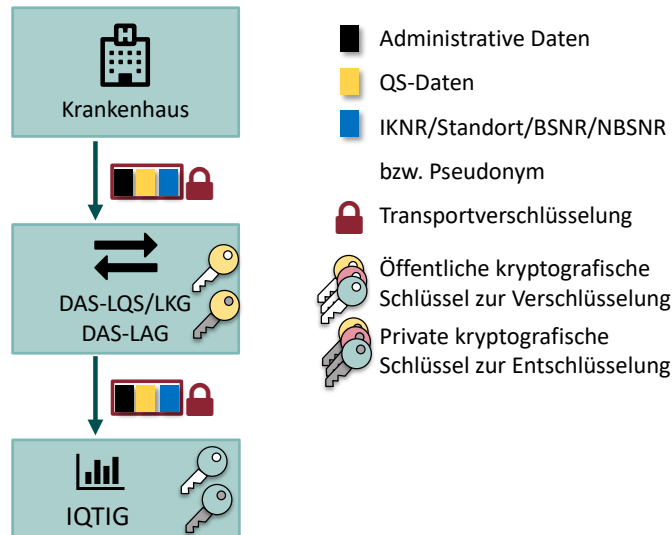 H
Krankenhaus
DAS-LQS/LKG
DAS-LAG
IQTIG
Administrative Daten
QS-Daten
IKNR/Standort/BSNR/NBSNR
bzw. Pseudonym
Transportverschlüsselung
Öffentliche kryptografische
Schlüssel zur Verschlüsselung
Private kryptografische
Schlüssel zur Entschlüsselung